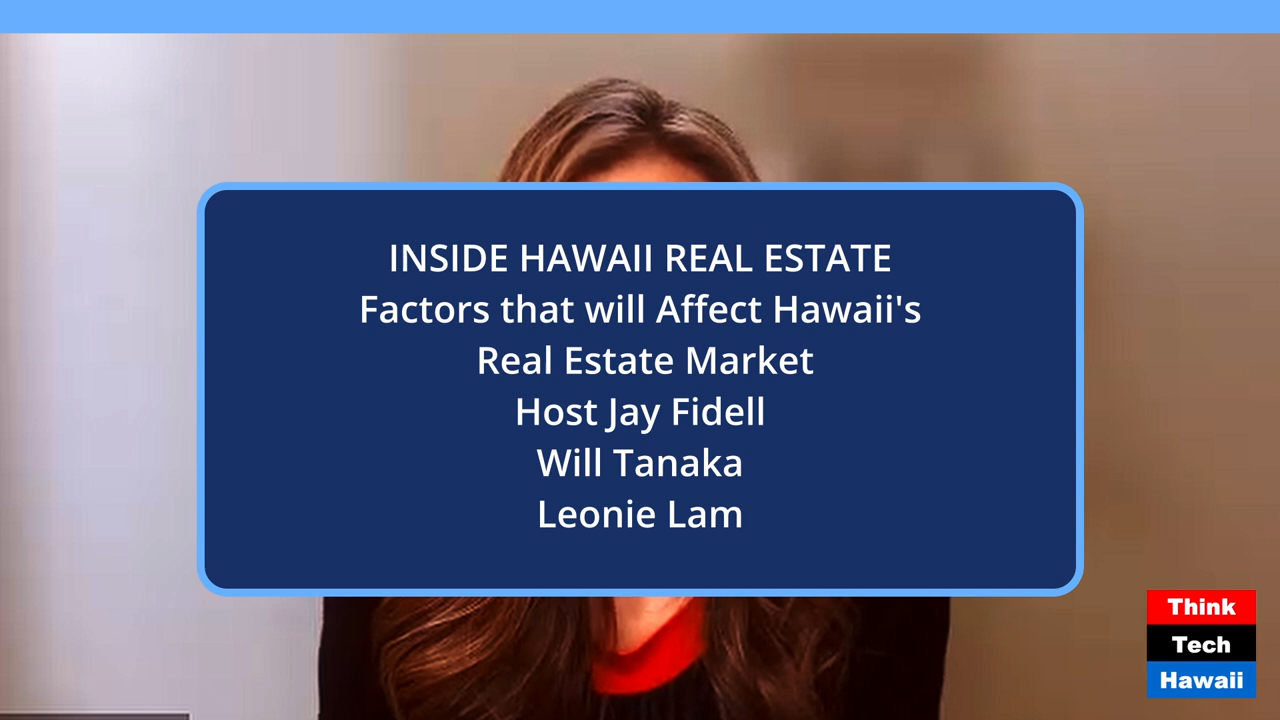 INSIDE HAWAII REAL ESTATE
Factors that will Affect Hawaii's
Real Estate Market
Host Jay Fidell
Will Tanaka
Leonie Lam
Think
Tech
Hawaii